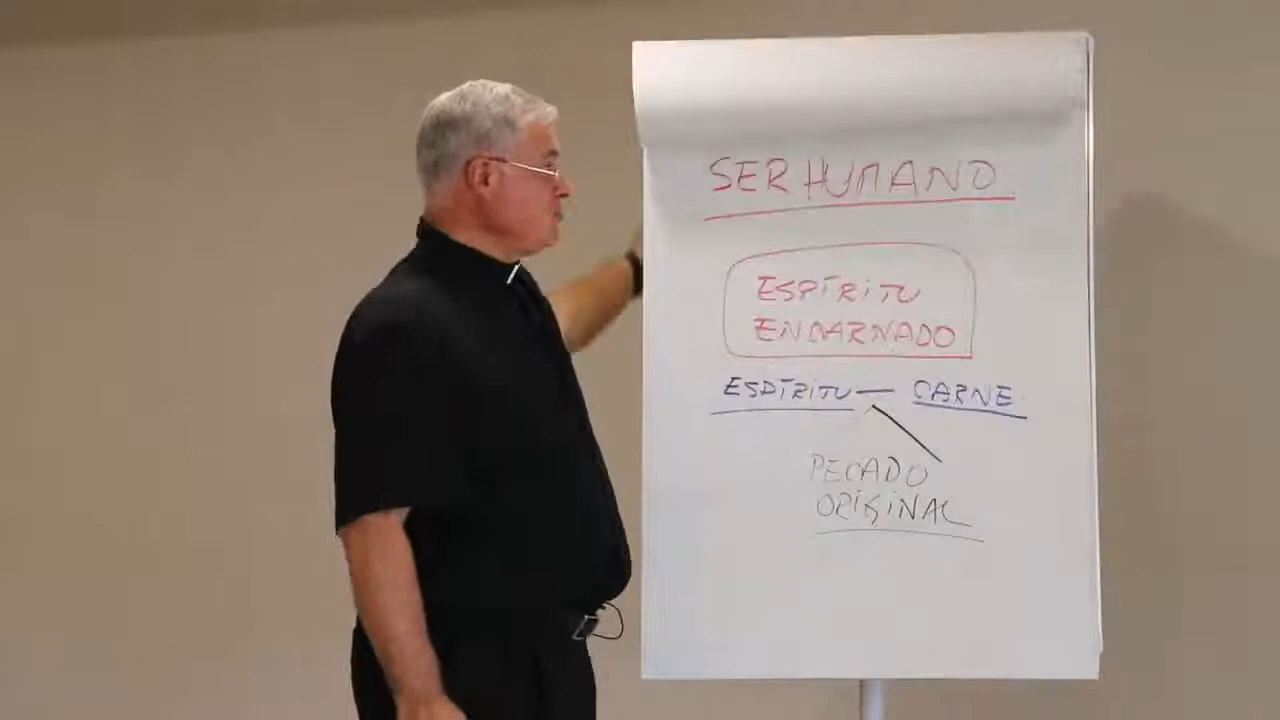 SER HUMANO
ESPÍRITU
ENCARNADO
ESPÍRITU — CARNE
PECADO
ORIGINAL